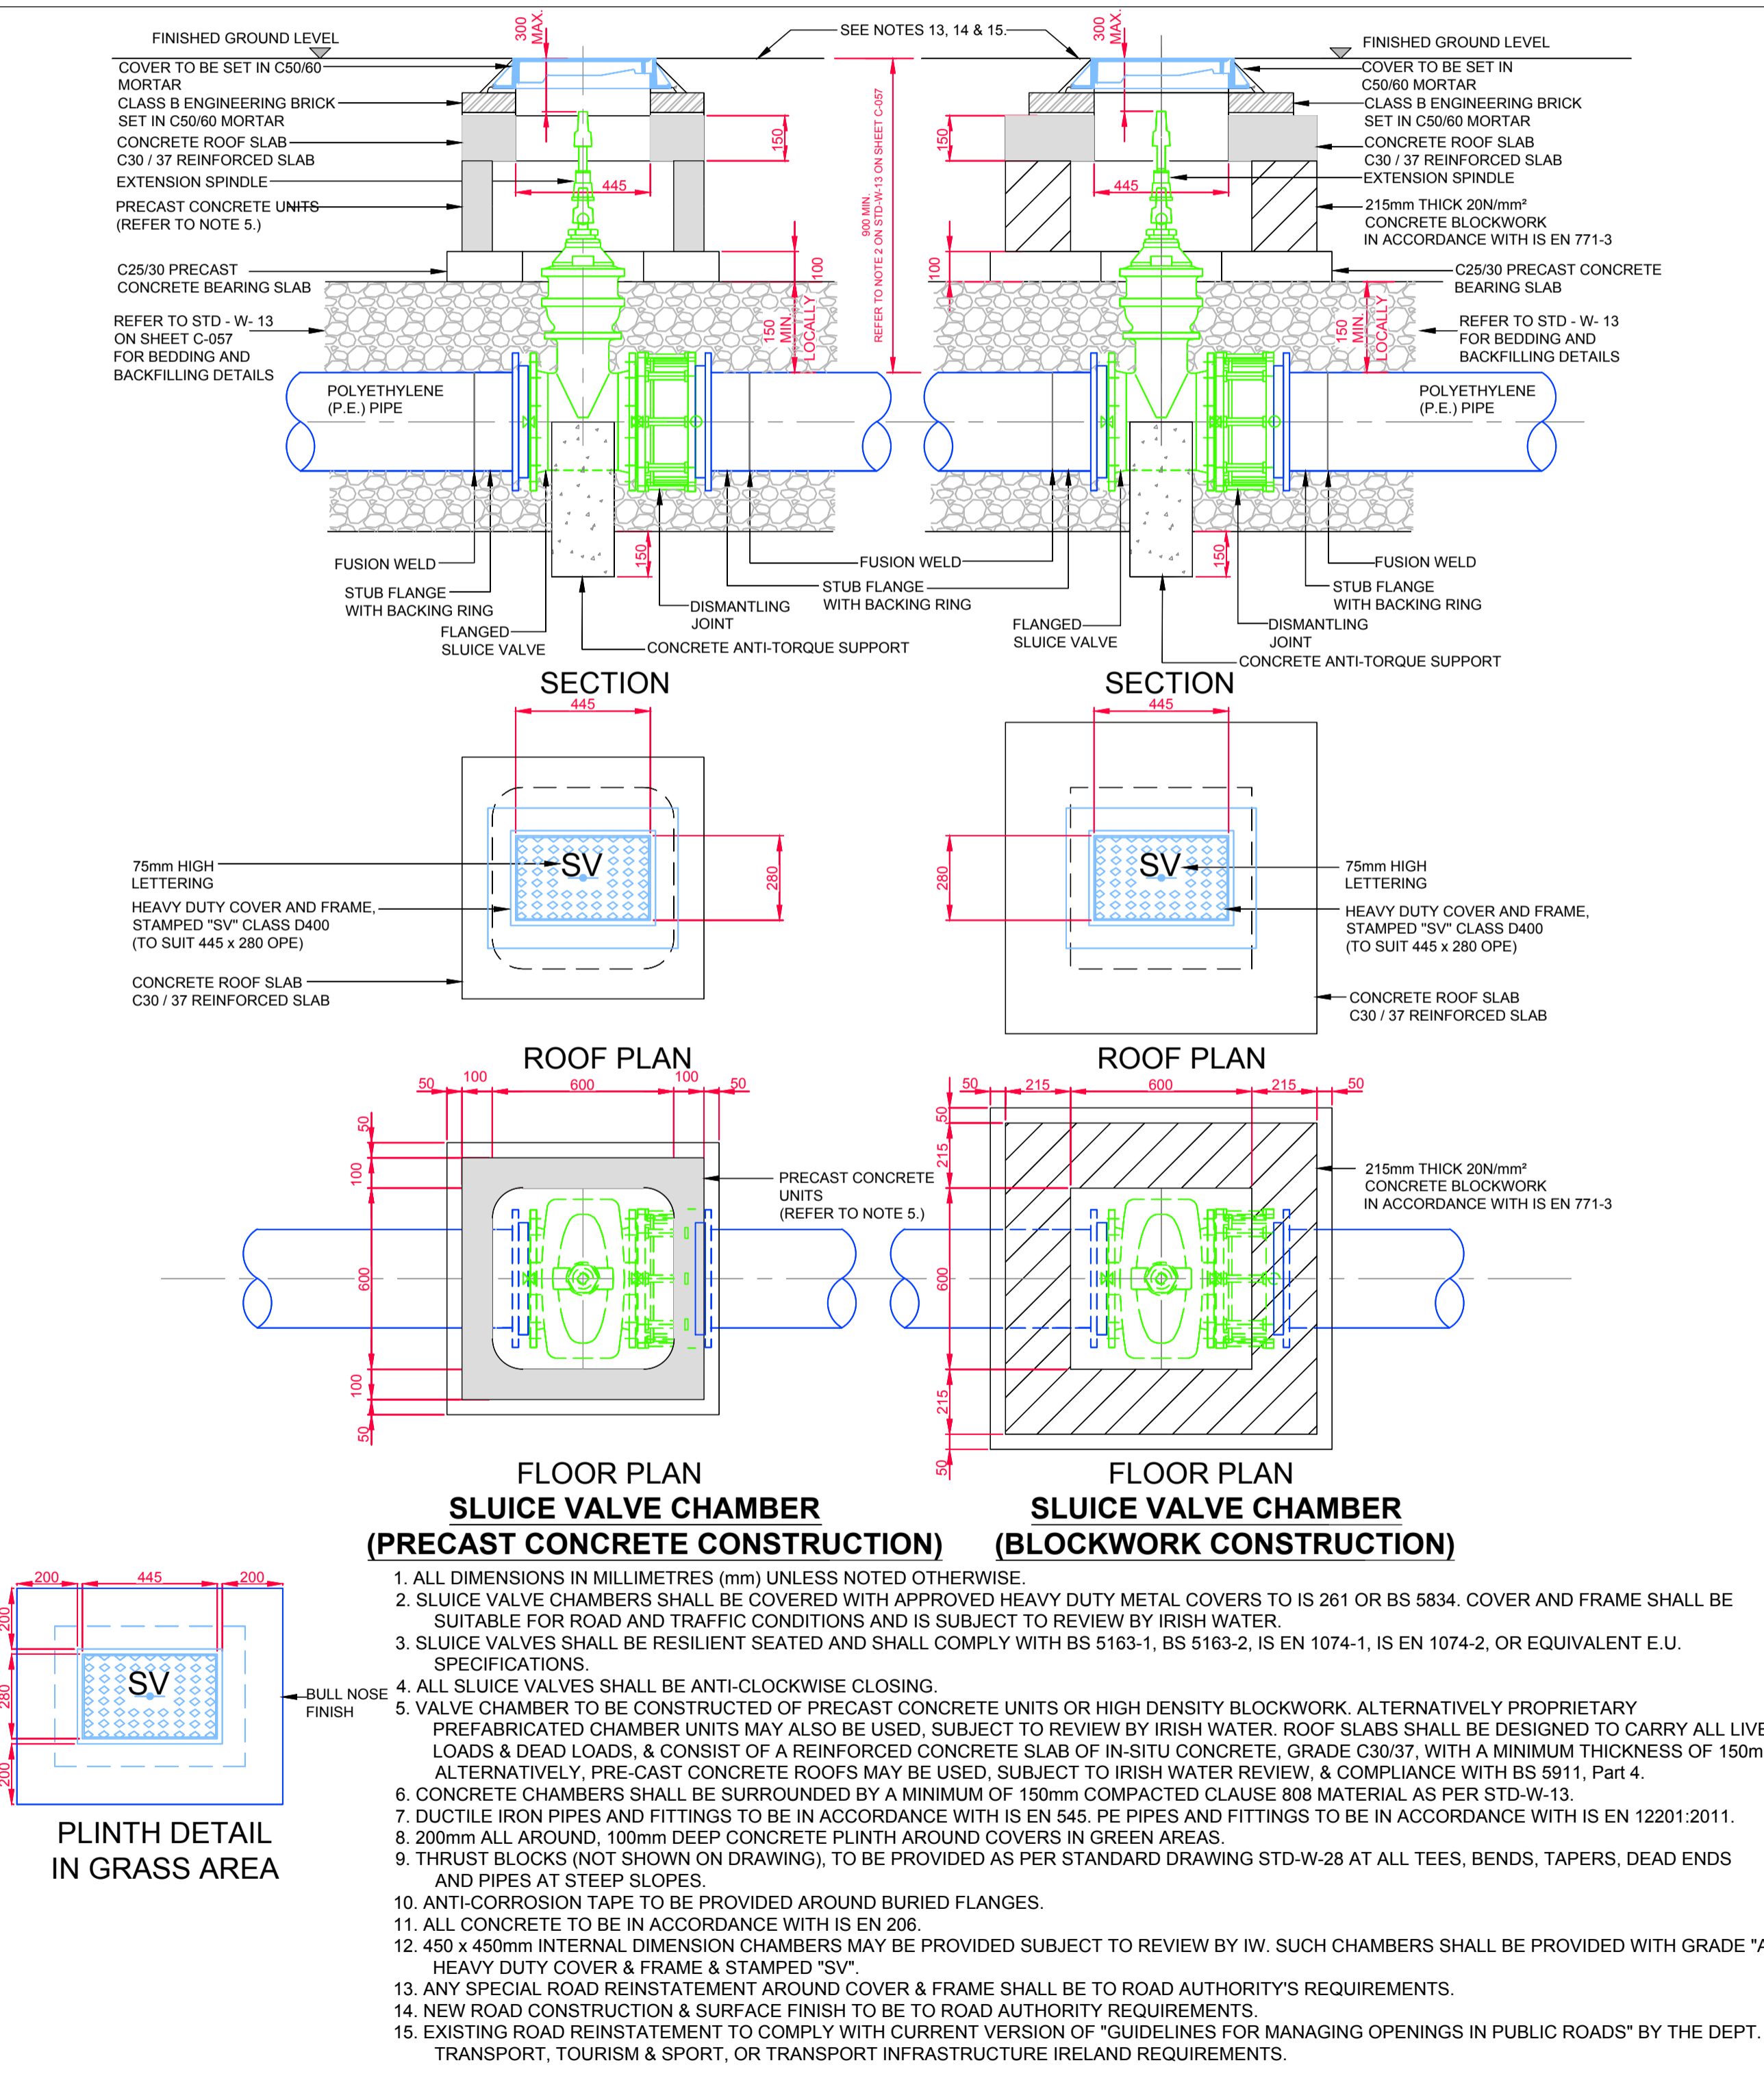 FINISHED GROUND LEVEL
COVER TO BE SET IN C50/60
MORTAR
CLASS B ENGINEERING BRICK
SET IN C50/60 MORTAR
CONCRETE ROOF SLAB
C30 / 37 REINFORCED SLAB
EXTENSION SPINDLE
PRECAST CONCRETE UNITS
(REFER TO NOTE 5.)
C25/30 PRECAST
CONCRETE BEARING SLAB
REFER TO STD - W- 13
ON SHEET C-057
FOR BEDDING AND
BACKFILLING DETAILS
POLYETHYLENE
(P.E.) PIPE
300
MAX.
150
445
100
150
MIN.
LOCALLY
150
SEE NOTES 13, 14 & 15.
900 MIN.
REFER TO NOTE 2 ON STD-W-13 ON SHEET C-057
FUSION WELD
STUB FLANGE
WITH BACKING RING
FLANGED
SLUICE VALVE
DISMANTLING
JOINT
CONCRETE ANTI-TORQUE SUPPORT
FUSION WELD
STUB FLANGE
WITH BACKING RING
SECTION
300
MAX.
150
445
100
150
MIN.
LOCALLY
150
FINISHED GROUND LEVEL
COVER TO BE SET IN
C50/60 MORTAR
CLASS B ENGINEERING BRICK
SET IN C50/60 MORTAR
CONCRETE ROOF SLAB
C30 / 37 REINFORCED SLAB
EXTENSION SPINDLE
215mm THICK 20N/mm²
CONCRETE BLOCKWORK
IN ACCORDANCE WITH IS EN 771-3
C25/30 PRECAST CONCRETE
BEARING SLAB
REFER TO STD - W- 13
FOR BEDDING AND
BACKFILLING DETAILS
POLYETHYLENE
(P.E.) PIPE
FUSION WELD
STUB FLANGE
WITH BACKING RING
FLANGED
SLUICE VALVE
DISMANTLING
JOINT
CONCRETE ANTI-TORQUE SUPPORT
SECTION
445
280
SV
75mm HIGH
LETTERING
HEAVY DUTY COVER AND FRAME,
STAMPED "SV" CLASS D400
(TO SUIT 445 x 280 OPE)
CONCRETE ROOF SLAB
C30 / 37 REINFORCED SLAB
ROOF PLAN
445
280
SV
75mm HIGH
LETTERING
HEAVY DUTY COVER AND FRAME,
STAMPED "SV" CLASS D400
(TO SUIT 445 x 280 OPE)
CONCRETE ROOF SLAB
C30 / 37 REINFORCED SLAB
ROOF PLAN
50
100
600
100
50
50
100
600
100
50
PRECAST CONCRETE
UNITS
(REFER TO NOTE 5.)
FLOOR PLAN
SLUICE VALVE CHAMBER
(PRECAST CONCRETE CONSTRUCTION)
50
215
600
215
50
50
215
600
215
50
215mm THICK 20N/mm²
CONCRETE BLOCKWORK
IN ACCORDANCE WITH IS EN 771-3
FLOOR PLAN
SLUICE VALVE CHAMBER
(BLOCKWORK CONSTRUCTION)
200
445
200
200
280
200
SV
BULL NOSE
FINISH
PLINTH DETAIL
IN GRASS AREA
1. ALL DIMENSIONS IN MILLIMETRES (mm) UNLESS NOTED OTHERWISE.
2. SLUICE VALVE CHAMBERS SHALL BE COVERED WITH APPROVED HEAVY DUTY METAL COVERS TO IS 261 OR BS 5834. COVER AND FRAME SHALL BE
SUITABLE FOR ROAD AND TRAFFIC CONDITIONS AND IS SUBJECT TO REVIEW BY IRISH WATER.
3. SLUICE VALVES SHALL BE RESILIENT SEATED AND SHALL COMPLY WITH BS 5163-1, BS 5163-2, IS EN 1074-1, IS EN 1074-2, OR EQUIVALENT E.U.
SPECIFICATIONS.
4. ALL SLUICE VALVES SHALL BE ANTI-CLOCKWISE CLOSING.
5. VALVE CHAMBER TO BE CONSTRUCTED OF PRECAST CONCRETE UNITS OR HIGH DENSITY BLOCKWORK. ALTERNATIVELY PROPRIETARY
PREFABRICATED CHAMBER UNITS MAY ALSO BE USED, SUBJECT TO REVIEW BY IRISH WATER. ROOF SLABS SHALL BE DESIGNED TO CARRY ALL LIVE
LOADS & DEAD LOADS, & CONSIST OF A REINFORCED CONCRETE SLAB OF IN-SITU CONCRETE, GRADE C30/37, WITH A MINIMUM THICKNESS OF 150m
ALTERNATIVELY, PRE-CAST CONCRETE ROOFS MAY BE USED, SUBJECT TO IRISH WATER REVIEW, & COMPLIANCE WITH BS 5911, Part 4.
6. CONCRETE CHAMBERS SHALL BE SURROUNDED BY A MINIMUM OF 150mm COMPACTED CLAUSE 808 MATERIAL AS PER STD-W-13.
7. DUCTILE IRON PIPES AND FITTINGS TO BE IN ACCORDANCE WITH IS EN 545. PE PIPES AND FITTINGS TO BE IN ACCORDANCE WITH IS EN 12201:2011.
8. 200mm ALL AROUND, 100mm DEEP CONCRETE PLINTH AROUND COVERS IN GREEN AREAS.
9. THRUST BLOCKS (NOT SHOWN ON DRAWING), TO BE PROVIDED AS PER STANDARD DRAWING STD-W-28 AT ALL TEES, BENDS, TAPERS, DEAD ENDS
AND PIPES AT STEEP SLOPES.
10. ANTI-CORROSION TAPE TO BE PROVIDED AROUND BURIED FLANGES.
11. ALL CONCRETE TO BE IN ACCORDANCE WITH IS EN 206.
12. 450 x 450mm INTERNAL DIMENSION CHAMBERS MAY BE PROVIDED SUBJECT TO REVIEW BY IW. SUCH CHAMBERS SHALL BE PROVIDED WITH GRADE "A
HEAVY DUTY COVER & FRAME & STAMPED "SV".
13. ANY SPECIAL ROAD REINSTATEMENT AROUND COVER & FRAME SHALL BE TO ROAD AUTHORITY'S REQUIREMENTS.
14. NEW ROAD CONSTRUCTION & SURFACE FINISH TO BE TO ROAD AUTHORITY REQUIREMENTS.
15. EXISTING ROAD REINSTATEMENT TO COMPLY WITH CURRENT VERSION OF "GUIDELINES FOR MANAGING OPENINGS IN PUBLIC ROADS" BY THE DEPT.
TRANSPORT, TOURISM & SPORT, OR TRANSPORT INFRASTRUCTURE IRELAND REQUIREMENTS.